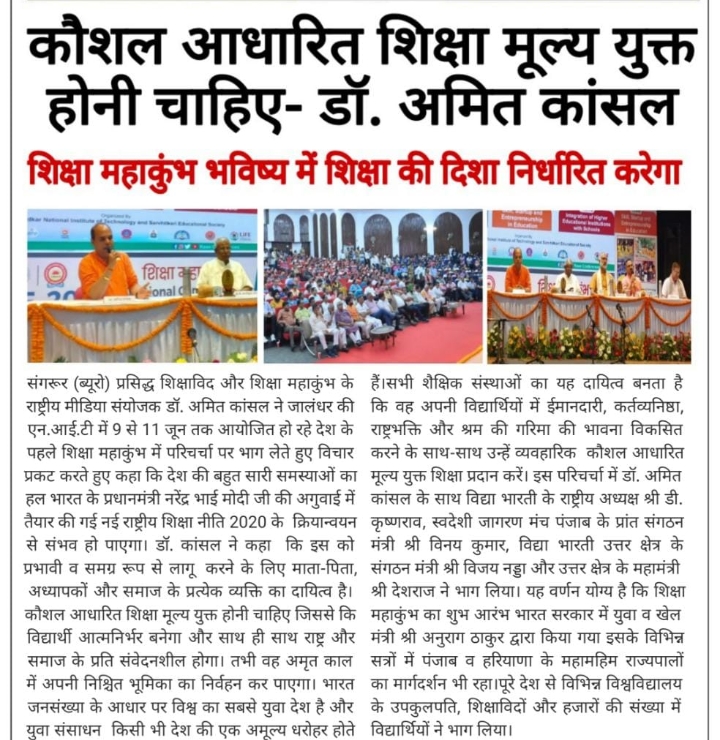 कौशल आधारित शिक्षा मूल्य युक्त
होनी चाहिए- डॉ. अमित कांसल
शिक्षा महाकुंभ भविष्य में शिक्षा की दिशा निर्धारित करेगा
संगरूर (ब्यूरो) प्रसिद्ध शिक्षाविद और शिक्षा महाकुंभ के
राष्ट्रीय मीडिया संयोजक डॉ. अमित कांसल ने जालंधर की
एन.आई.टी में 9 से 11 जून तक आयोजित हो रहे देश के
पहले शिक्षा महाकुंभ में परिचर्चा पर भाग लेते हुए विचार
प्रकट करते हुए कहा कि देश की बहुत सारी समस्याओं का
हल भारत के प्रधानमंत्री नरेंद्र भाई मोदी जी की अगुवाई में
तैयार की गई नई राष्ट्रीय शिक्षा नीति 2020 के क्रियान्वयन
से संभव हो पाएगा। डॉ. कांसल ने कहा कि इस को
प्रभावी व समग्र रूप से लागू करने के लिए माता-पिता,
अध्यापकों और समाज के प्रत्येक व्यक्ति का दायित्व है।
कौशल आधारित शिक्षा मूल्य युक्त होनी चाहिए जिससे कि
विद्यार्थी आत्मनिर्भर बनेगा और साथ ही साथ राष्ट्र और
समाज के प्रति संवेदनशील होगा। तभी वह अमृत काल
में अपनी निश्चित भूमिका का निर्वहन कर पाएगा। भारत
जनसंख्या के आधार पर विश्व का सबसे युवा देश है और
युवा संसाधन किसी भी देश की एक अमूल्य धरोहर होते
हैं।सभी शैक्षिक संस्थाओं का यह दायित्व बनता है
कि वह अपनी विद्यार्थियों में ईमानदारी, कर्तव्यनिष्ठा,
राष्ट्रभक्ति और श्रम की गरिमा की भावना विकसित
करने के साथ-साथ उन्हें व्यवहारिक कौशल आधारित
मूल्य युक्त शिक्षा प्रदान करें। इस परिचर्चा में डॉ. अमित
कांसल के साथ विद्या भारती के राष्ट्रीय अध्यक्ष श्री डी.
कृष्णराव, स्वदेशी जागरण मंच पंजाब के प्रांत संगठन
मंत्री श्री विनय कुमार, विद्या भारती उत्तर क्षेत्र के
संगठन मंत्री श्री विजय नड्डा और उत्तर क्षेत्र के महामंत्री
श्री देशराज ने भाग लिया। यह वर्णन योग्य है कि शिक्षा
महाकुंभ का शुभ आरंभ भारत सरकार में युवा व खेल
मंत्री श्री अनुराग ठाकुर द्वारा किया गया इसके विभिन्न
सत्रों में पंजाब व हरियाणा के महामहिम राज्यपालों
का मार्गदर्शन भी रहा।पूरे देश से विभिन्न विश्वविद्यालय
के उपकुलपति, शिक्षाविदों और हजारों की संख्या में
विद्यार्थियों ने भाग लिया।